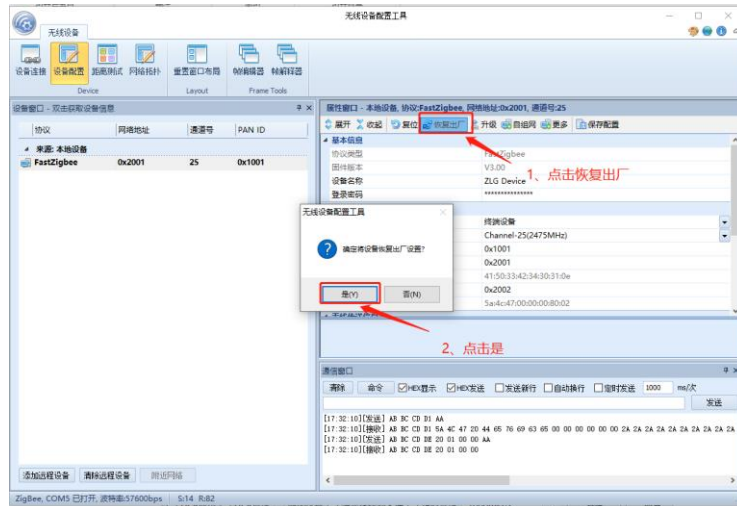 无线设备配置工具
无线设备
设备连接 设备配置 距离测试 网络拓扑 重置窗口布局 帧编辑器 帧解释器
Device Layout Frame Tools
设备窗口 - 双击获取设备信息
协议 网络地址 通道号 PAN ID
来源: 本地设备
FastZigbee 0x2001 25 0x1001
属性窗口 - 本地设备, 协议:FastZigbee, 网络地址:0x2001, 通道号:25
展开 收起 复位 恢复出厂 升级 自组网 更多 保存配置
基本信息
协议类型 FastZigbee
固件版本 V3.00
设备名称 ZLG Device
登录密码 ***************
1、点击恢复出厂
终端设备
Channel-25(2475MHz)
0x1001
0x2001
41:50:33:42:34:30:31:0e
0x2002
5a:4c:47:00:00:00:80:02
无线设备配置工具
确定将设备恢复出厂设置?
是(Y) 否(N)
2、点击是
通信窗口
清除 命令 HEX显示 HEX发送 发送新行 自动换行 定时发送 1000 ms/次
发送
[17:32:10][发送] AB BC CD D1 AA
[17:32:10][接收] AB BC CD D1 5A 4C 47 20 44 65 76 69 63 65 00 00 00 00 00 00 2A 2A 2A 2A 2A 2A 2A 2A 2A 2A
[17:32:10][发送] AB BC CD DE 20 01 00 00 AA
[17:32:10][接收] AB BC CD DE 20 01 00 00
添加远程设备 清除远程设备 附近网络
ZigBee, COM5 已打开, 波特率:57600bps S:14 R:82